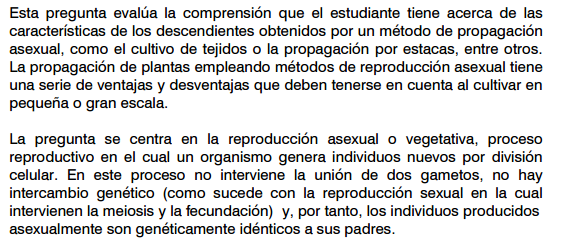 Esta pregunta evalúa la comprensión que el estudiante tiene acerca de las
características de los descendientes obtenidos por un método de propagación
asexual, como el cultivo de tejidos o la propagación por estacas, entre otros.
La propagación de plantas empleando métodos de reproducción asexual tiene
una serie de ventajas y desventajas que deben tenerse en cuenta al cultivar en
pequeña o gran escala.
La pregunta se centra en la reproducción asexual o vegetativa, proceso
reproductivo en el cual un organismo genera individuos nuevos por división
celular. En este proceso no interviene la unión de dos gametos, no hay
intercambio genético (como sucede con la reproducción sexual en la cual
intervienen la meiosis y la fecundación) y, por tanto, los individuos producidos
asexualmente son genéticamente idénticos a sus padres.